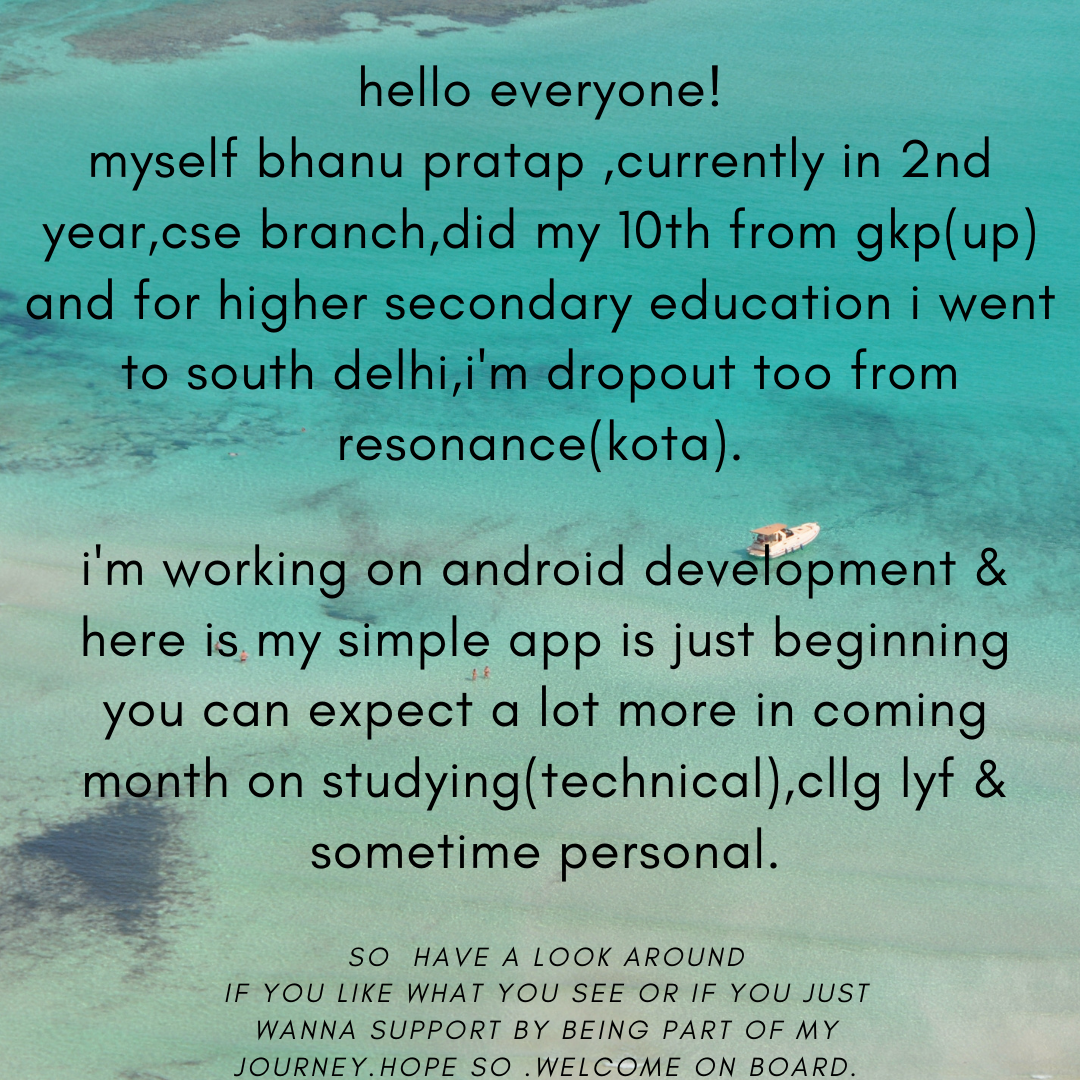 hello everyone!
myself bhanu pratap ,currently in 2nd
year,cse branch,did my 10th from gkp(up)
and for higher secondary education i went
to south delhi,i'm dropout too from
resonance(kota).
i'm working on android development &
here is my simple app is just beginning
you can expect a lot more in coming
month on studying(technical),cllg lyf &
sometime personal.
SO HAVE A LOOK AROUND
IF YOU LIKE WHAT YOU SEE OR IF YOU JUST
WANNA SUPPORT BY BEING PART OF MY
JOURNEY.HOPE SO .WELCOME ON BOARD.